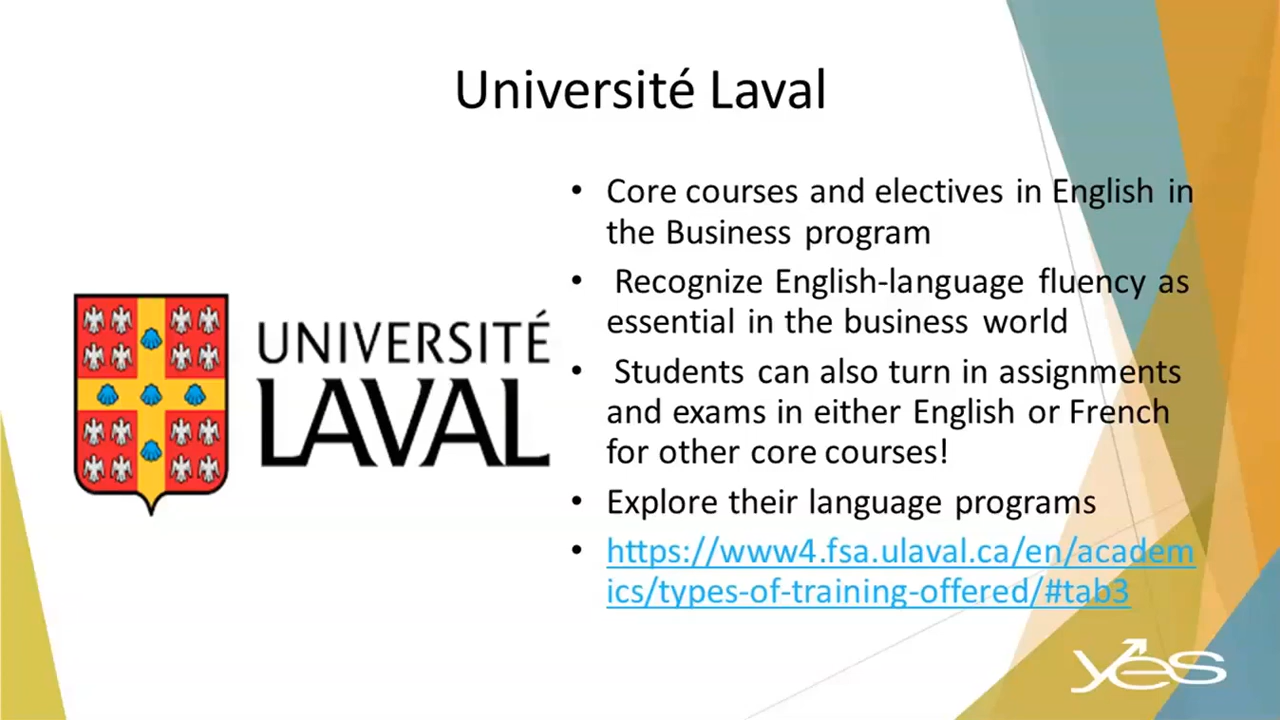 Université Laval
• Core courses and electives in English in
the Business program
• Recognize English-language fluency as
essential in the business world
• Students can also turn in assignments
and exams in either English or French
for other core courses!
• Explore their language programs
• https://www4.fsa.ulaval.ca/en/academ
ics/types-of-training-offered/#tab3
UNIVERSITÉ
LAVAL
yes